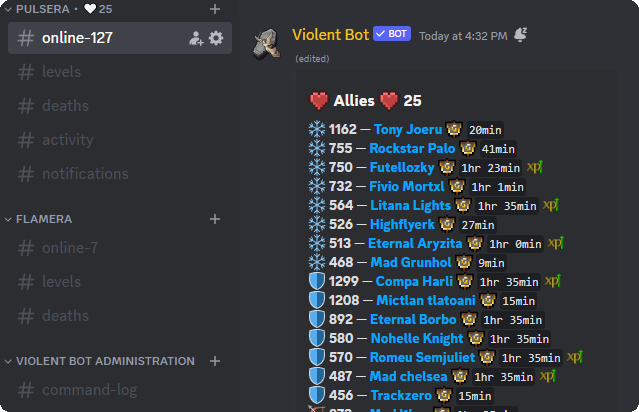 PULSERA • ❤ 25
# online-127
# levels
# deaths
# activity
# notifications
FLAMERA
# online-7
# levels
# deaths
VIOLENT BOT ADMINISTRATION
# command-log
Violent Bot ✓ BOT Today at 4:32 PM
(edited)
Allies ❤ 25
1162 — Tony Joeru 20min
755 — Rockstar Palo 41min
750 — Futellozky 1hr 23min xp
732 — Fivio Mortxl 1hr 1min
564 — Litana Lights 1hr 35min xp
526 — Highflyerk 27min
513 — Eternal Aryzita 1hr 0min xp
468 — Mad Grunhol 9min
1299 — Compa Harli 1hr 35min xp
1208 — Mictlan tlatoani 15min
892 — Eternal Borbo 1hr 35min
580 — Nohelle Knight 1hr 35min
570 — Romeu Semjuliet 1hr 35min xp
487 — Mad chelsea 1hr 35min xp
456 — Trackzero 15min